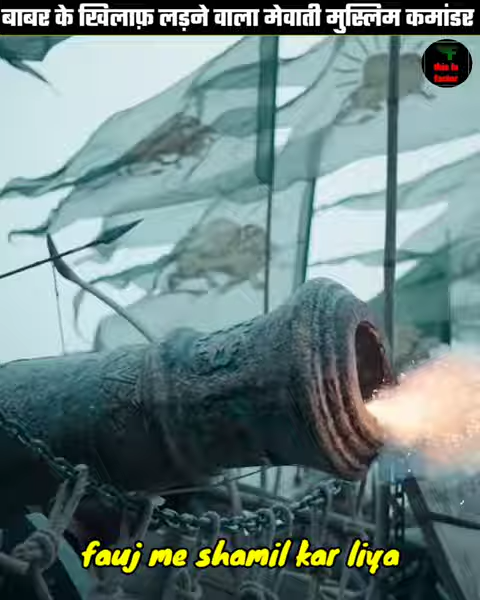 बाबर के खिलाफ़ लड़ने वाला मेवाती मुस्लिम कमांडर
fauj me shamil kar liya